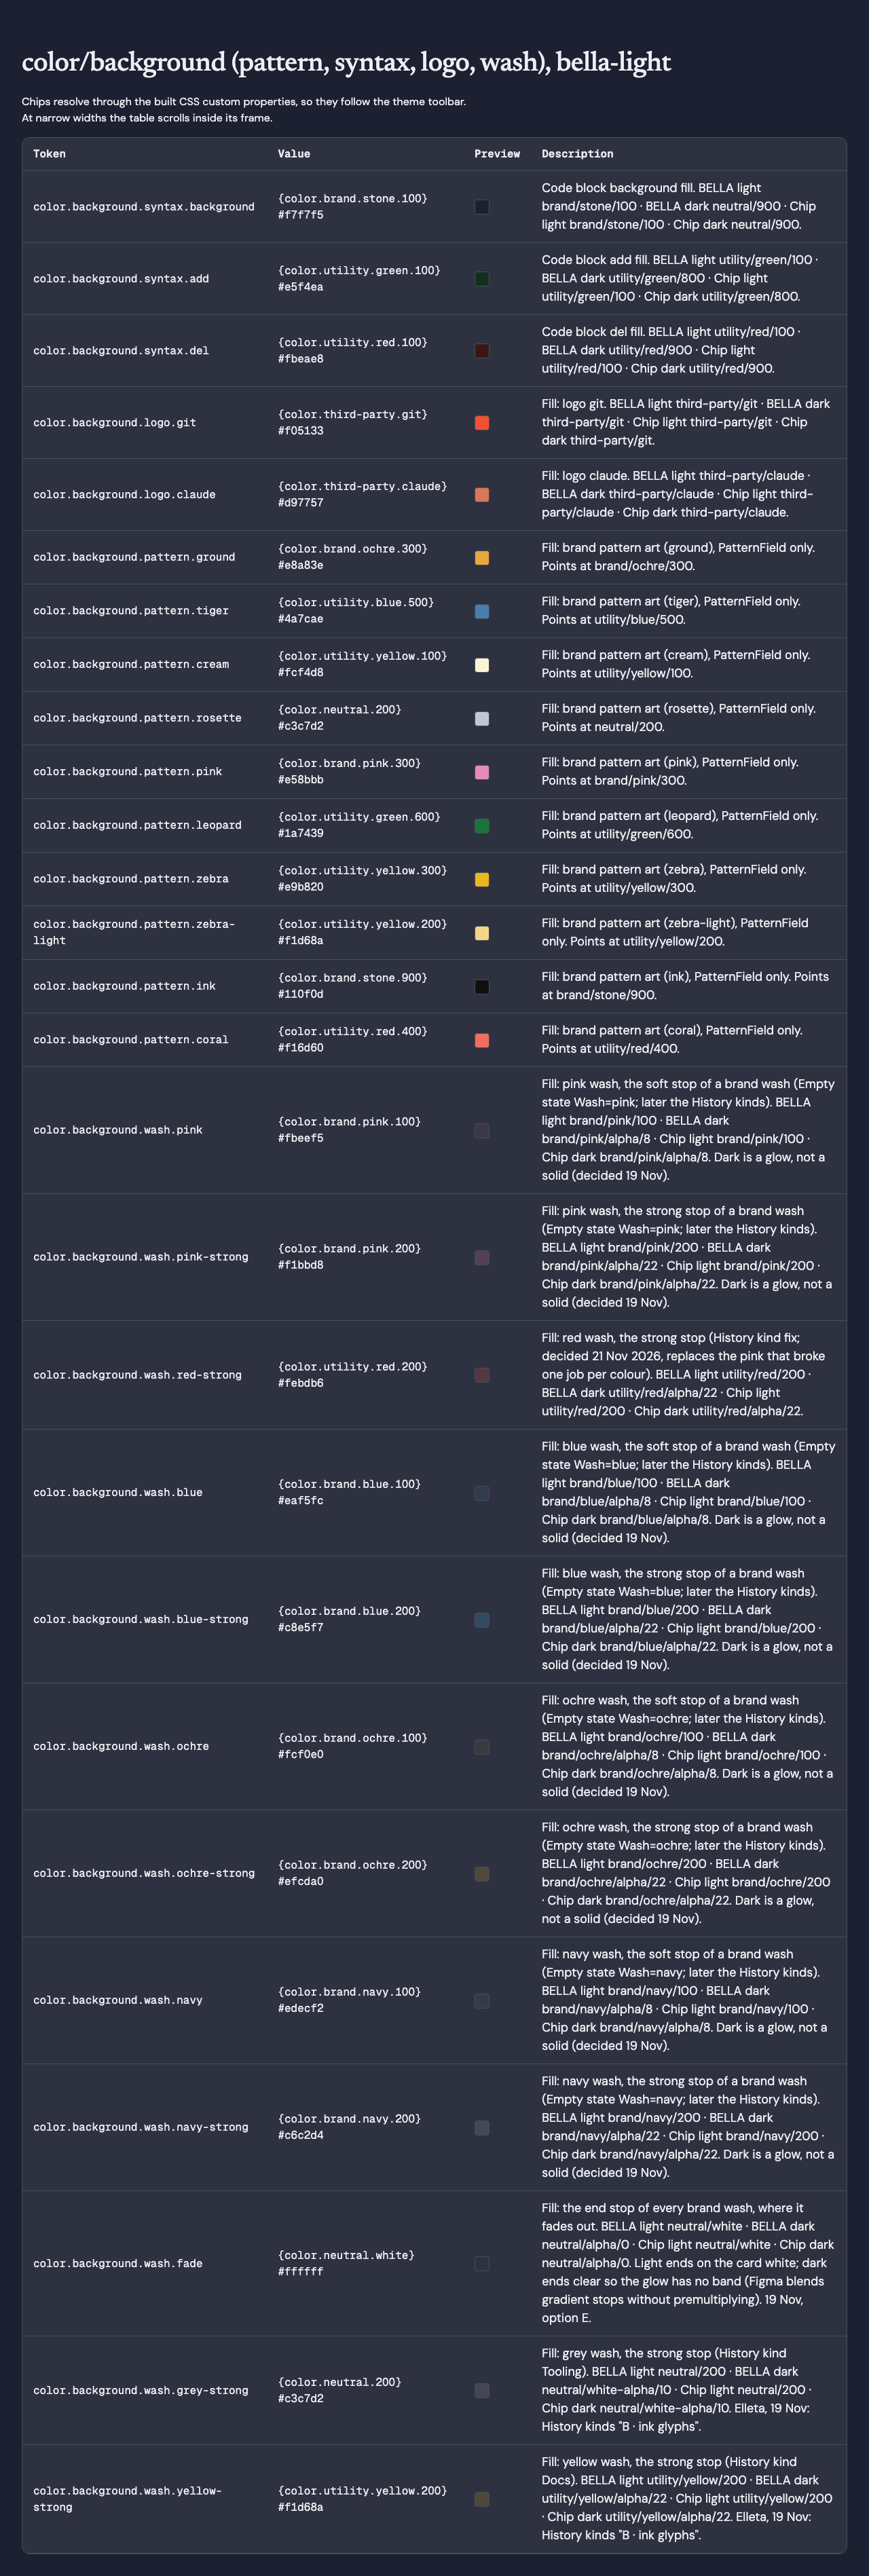 color/background (pattern, syntax, logo, wash), bella-light
Chips resolve through the built CSS custom properties, so they follow the theme toolbar.
At narrow widths the table scrolls inside its frame.
Token Value Preview Description
color.background.syntax.background
{color.brand.stone.100}
#f7f7f5
Code block background fill. BELLA light
brand/stone/100 · BELLA dark neutral/900 · Chip
light brand/stone/100 · Chip dark neutral/900.
color.background.syntax.add
{color.utility.green.100}
#e5f4ea
Code block add fill. BELLA light utility/green/100 ·
BELLA dark utility/green/800 · Chip light
utility/green/100 · Chip dark utility/green/800.
color.background.syntax.del
{color.utility.red.100}
#fbeae8
Code block del fill. BELLA light utility/red/100 ·
BELLA dark utility/red/900 · Chip light
utility/red/100 · Chip dark utility/red/900.
color.background.logo.git
{color.third-party.git}
#f05133
Fill: logo git. BELLA light third-party/git · BELLA dark
third-party/git · Chip light third-party/git · Chip
dark third-party/git.
color.background.logo.claude
{color.third-party.claude}
#d97757
Fill: logo claude. BELLA light third-party/claude ·
BELLA dark third-party/claude · Chip light third-
party/claude · Chip dark third-party/claude.
color.background.pattern.ground
{color.brand.ochre.300}
#e8a83e
Fill: brand pattern art (ground), PatternField only.
Points at brand/ochre/300.
color.background.pattern.tiger
{color.utility.blue.500}
#4a7cae
Fill: brand pattern art (tiger), PatternField only.
Points at utility/blue/500.
color.background.pattern.cream
{color.utility.yellow.100}
#fcf4d8
Fill: brand pattern art (cream), PatternField only.
Points at utility/yellow/100.
color.background.pattern.rosette
{color.neutral.200}
#c3c7d2
Fill: brand pattern art (rosette), PatternField only.
Points at neutral/200.
color.background.pattern.pink
{color.brand.pink.300}
#e58bbb
Fill: brand pattern art (pink), PatternField only.
Points at brand/pink/300.
color.background.pattern.leopard
{color.utility.green.600}
#1a7439
Fill: brand pattern art (leopard), PatternField only.
Points at utility/green/600.
color.background.pattern.zebra
{color.utility.yellow.300}
#e9b820
Fill: brand pattern art (zebra), PatternField only.
Points at utility/yellow/300.
color.background.pattern.zebra-
light
{color.utility.yellow.200}
#f1d68a
Fill: brand pattern art (zebra-light), PatternField
only. Points at utility/yellow/200.
color.background.pattern.ink
{color.brand.stone.900}
#110f0d
Fill: brand pattern art (ink), PatternField only. Points
at brand/stone/900.
color.background.pattern.coral
{color.utility.red.400}
#f16d60
Fill: brand pattern art (coral), PatternField only.
Points at utility/red/400.
color.background.wash.pink
{color.brand.pink.100}
#fbeef5
Fill: pink wash, the soft stop of a brand wash (Empty
state Wash=pink; later the History kinds). BELLA
light brand/pink/100 · BELLA dark
brand/pink/alpha/8 · Chip light brand/pink/100 ·
Chip dark brand/pink/alpha/8. Dark is a glow, not a
solid (decided 19 Nov).
color.background.wash.pink-strong
{color.brand.pink.200}
#f1bbd8
Fill: pink wash, the strong stop of a brand wash
(Empty state Wash=pink; later the History kinds).
BELLA light brand/pink/200 · BELLA dark
brand/pink/alpha/22 · Chip light brand/pink/200 ·
Chip dark brand/pink/alpha/22. Dark is a glow, not a
solid (decided 19 Nov).
color.background.wash.red-strong
{color.utility.red.200}
#febdb6
Fill: red wash, the strong stop (History kind fix;
decided 21 Nov 2026, replaces the pink that broke
one job per colour). BELLA light utility/red/200 ·
BELLA dark utility/red/alpha/22 · Chip light
utility/red/200 · Chip dark utility/red/alpha/22.
color.background.wash.blue
{color.brand.blue.100}
#eaf5fc
Fill: blue wash, the soft stop of a brand wash (Empty
state Wash=blue; later the History kinds). BELLA
light brand/blue/100 · BELLA dark
brand/blue/alpha/8 · Chip light brand/blue/100 ·
Chip dark brand/blue/alpha/8. Dark is a glow, not a
solid (decided 19 Nov).
color.background.wash.blue-strong
{color.brand.blue.200}
#c8e5f7
Fill: blue wash, the strong stop of a brand wash
(Empty state Wash=blue; later the History kinds).
BELLA light brand/blue/200 · BELLA dark
brand/blue/alpha/22 · Chip light brand/blue/200 ·
Chip dark brand/blue/alpha/22. Dark is a glow, not a
solid (decided 19 Nov).
color.background.wash.ochre
{color.brand.ochre.100}
#fcf0e0
Fill: ochre wash, the soft stop of a brand wash
(Empty state Wash=ochre; later the History kinds).
BELLA light brand/ochre/100 · BELLA dark
brand/ochre/alpha/8 · Chip light brand/ochre/100 ·
Chip dark brand/ochre/alpha/8. Dark is a glow, not a
solid (decided 19 Nov).
color.background.wash.ochre-strong
{color.brand.ochre.200}
#efcda0
Fill: ochre wash, the strong stop of a brand wash
(Empty state Wash=ochre; later the History kinds).
BELLA light brand/ochre/200 · BELLA dark
brand/ochre/alpha/22 · Chip light brand/ochre/200
· Chip dark brand/ochre/alpha/22. Dark is a glow,
not a solid (decided 19 Nov).
color.background.wash.navy
{color.brand.navy.100}
#edecf2
Fill: navy wash, the soft stop of a brand wash
(Empty state Wash=navy; later the History kinds).
BELLA light brand/navy/100 · BELLA dark
brand/navy/alpha/8 · Chip light brand/navy/100 ·
Chip dark brand/navy/alpha/8. Dark is a glow, not a
solid (decided 19 Nov).
color.background.wash.navy-strong
{color.brand.navy.200}
#c6c2d4
Fill: navy wash, the strong stop of a brand wash
(Empty state Wash=navy; later the History kinds).
BELLA light brand/navy/200 · BELLA dark
brand/navy/alpha/22 · Chip light brand/navy/200 ·
Chip dark brand/navy/alpha/22. Dark is a glow, not a
solid (decided 19 Nov).
color.background.wash.fade
{color.neutral.white}
#ffffff
Fill: the end stop of every brand wash, where it
fades out. BELLA light neutral/white · BELLA dark
neutral/alpha/0 · Chip light neutral/white · Chip dark
neutral/alpha/0. Light ends on the card white; dark
ends clear so the glow has no band (Figma blends
gradient stops without premultiplying). 19 Nov,
option E.
color.background.wash.grey-strong
{color.neutral.200}
#c3c7d2
Fill: grey wash, the strong stop (History kind
Tooling). BELLA light neutral/200 · BELLA dark
neutral/white-alpha/10 · Chip light neutral/200 ·
Chip dark neutral/white-alpha/10. Elleta, 19 Nov:
History kinds "B · ink glyphs".
color.background.wash.yellow-
strong
{color.utility.yellow.200}
#f1d68a
Fill: yellow wash, the strong stop (History kind
Docs). BELLA light utility/yellow/200 · BELLA dark
utility/yellow/alpha/22 · Chip light utility/yellow/200
· Chip dark utility/yellow/alpha/22. Elleta, 19 Nov:
History kinds "B · ink glyphs".